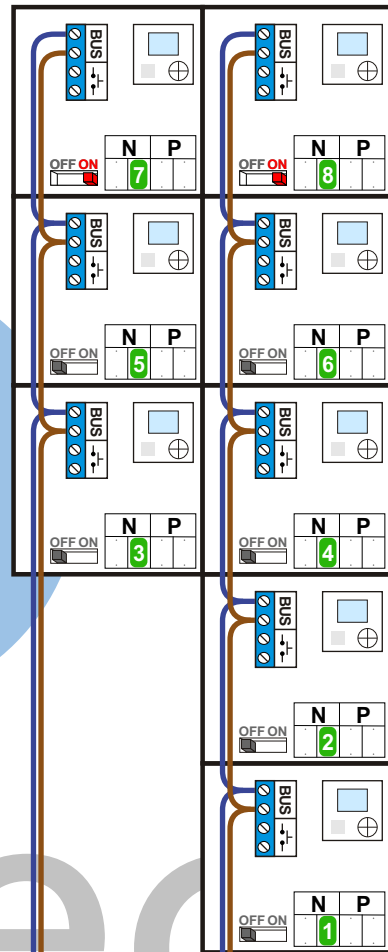 BUS BUS
N P N P
OFF ON 7 OFF ON 8
BUS BUS
N P N P
OFF ON 5 OFF ON 6
BUS BUS
N P N P
OFF ON 3 OFF ON 4
BUS
N P
OFF ON 2
BUS
N P
OFF ON 1